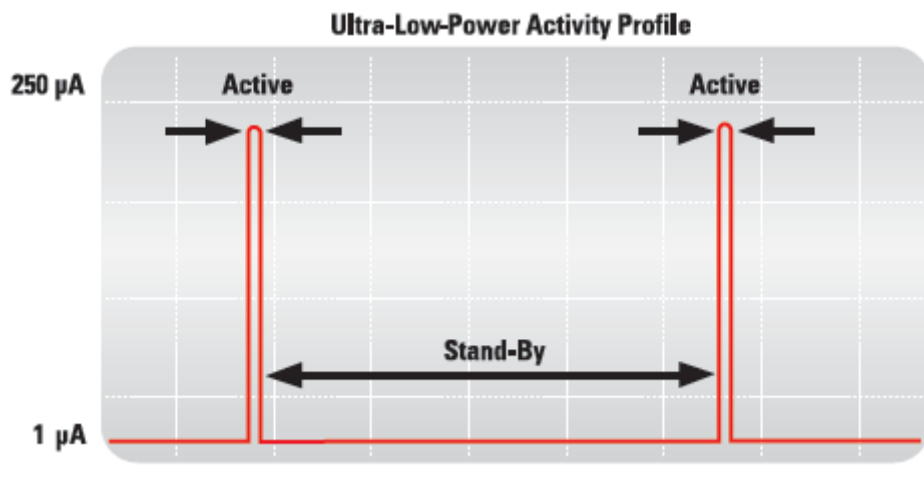 Ultra-Low-Power Activity Profile
250 µA
Active
Active
Stand-By
1 µA